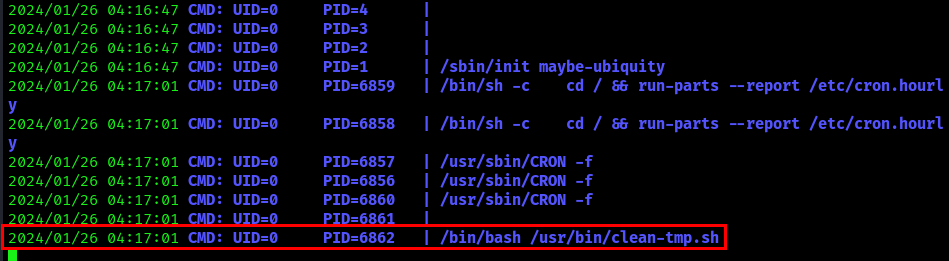 2024/01/26 04:16:47 CMD: UID=0     PID=4      |
2024/01/26 04:16:47 CMD: UID=0     PID=3      |
2024/01/26 04:16:47 CMD: UID=0     PID=2      |
2024/01/26 04:16:47 CMD: UID=0     PID=1      | /sbin/init maybe-ubiquity
2024/01/26 04:17:01 CMD: UID=0     PID=6859   | /bin/sh -c    cd / && run-parts --report /etc/cron.hourl
y
2024/01/26 04:17:01 CMD: UID=0     PID=6858   | /bin/sh -c    cd / && run-parts --report /etc/cron.hourl
y
2024/01/26 04:17:01 CMD: UID=0     PID=6857   | /usr/sbin/CRON -f
2024/01/26 04:17:01 CMD: UID=0     PID=6856   | /usr/sbin/CRON -f
2024/01/26 04:17:01 CMD: UID=0     PID=6860   | /usr/sbin/CRON -f
2024/01/26 04:17:01 CMD: UID=0     PID=6861   |
2024/01/26 04:17:01 CMD: UID=0     PID=6862   | /bin/bash /usr/bin/clean-tmp.sh